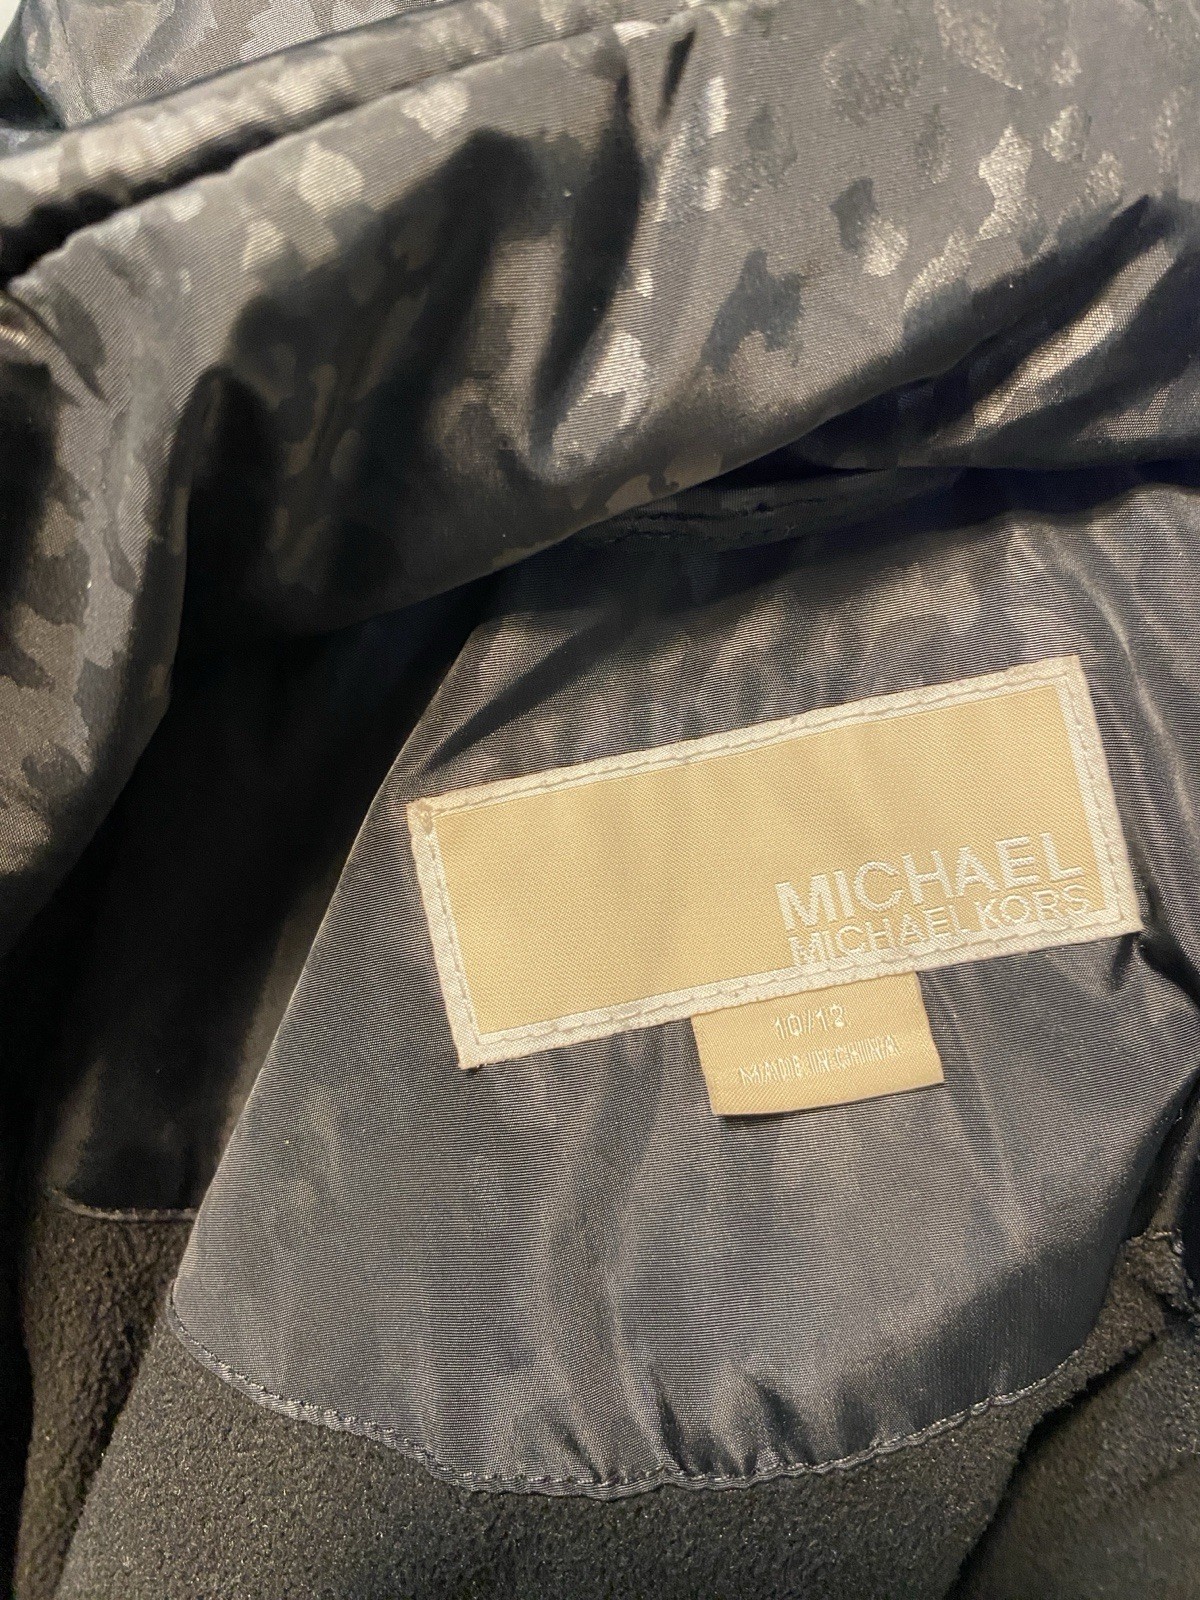 MICHAEL
MICHAEL KORS
10/12
MADE IN CHINA